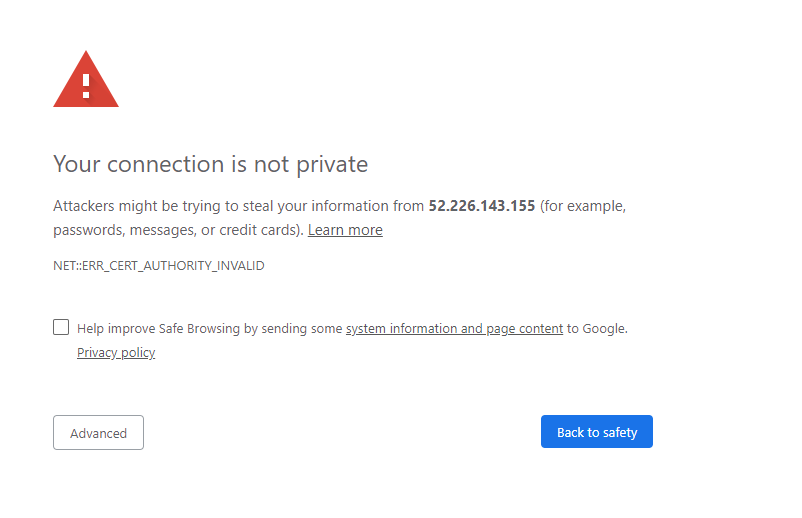 Your connection is not private
Attackers might be trying to steal your information from 52.226.143.155 (for example,
passwords, messages, or credit cards). Learn more
NET::ERR_CERT_AUTHORITY_INVALID
Help improve Safe Browsing by sending some system information and page content to Google.
Privacy policy
Advanced
Back to safety